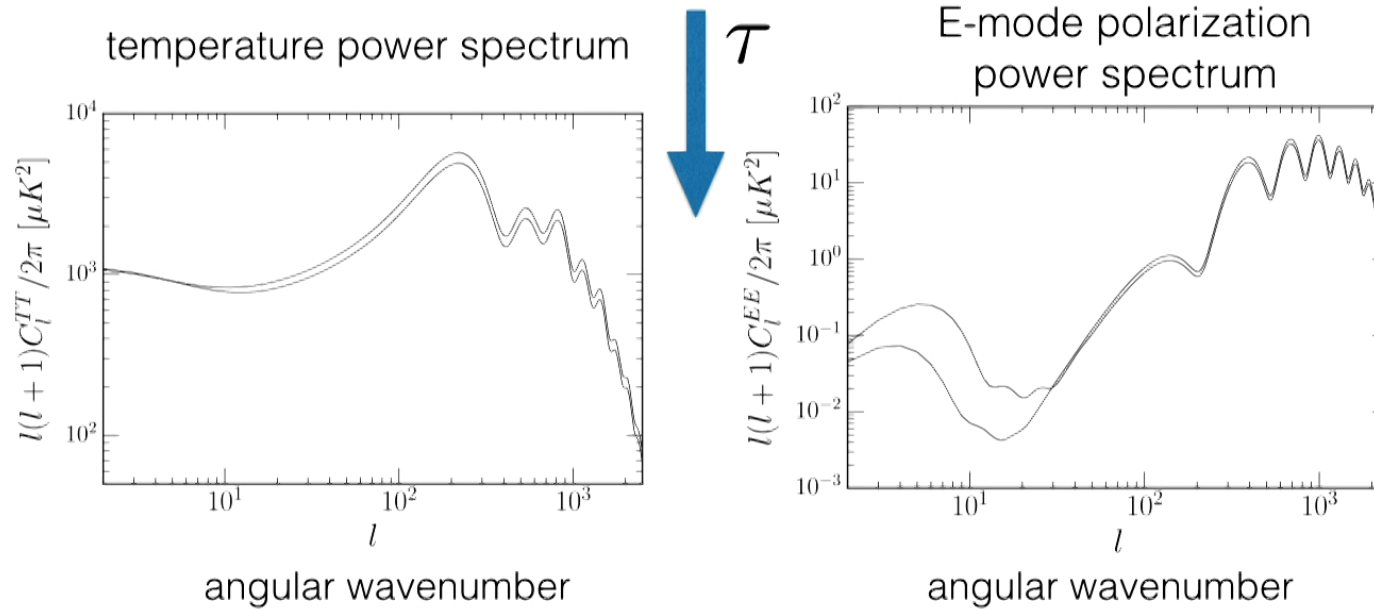 temperature power spectrum
τ
E-mode polarization
power spectrum
l(l + 1)C_l^{TT}/2π [μK^2]
10^4
10^3
10^2
10^1 10^2 10^3
l
angular wavenumber
l(l + 1)C_l^{EE}/2π [μK^2]
10^2
10^1
10^0
10^{-1}
10^{-2}
10^{-3}
10^1 10^2 10^3
l
angular wavenumber